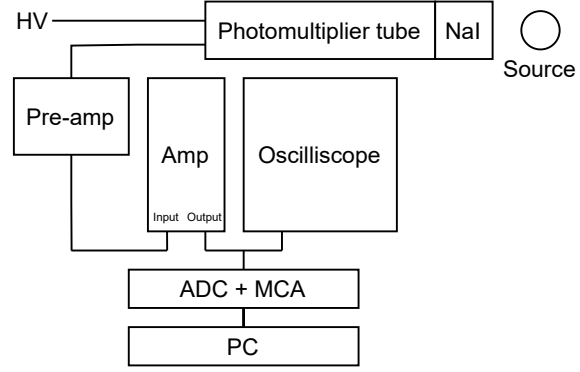 HV
Photomultiplier tube
NaI
Source
Pre-amp
Amp
Oscilliscope
Input
Output
ADC + MCA
PC